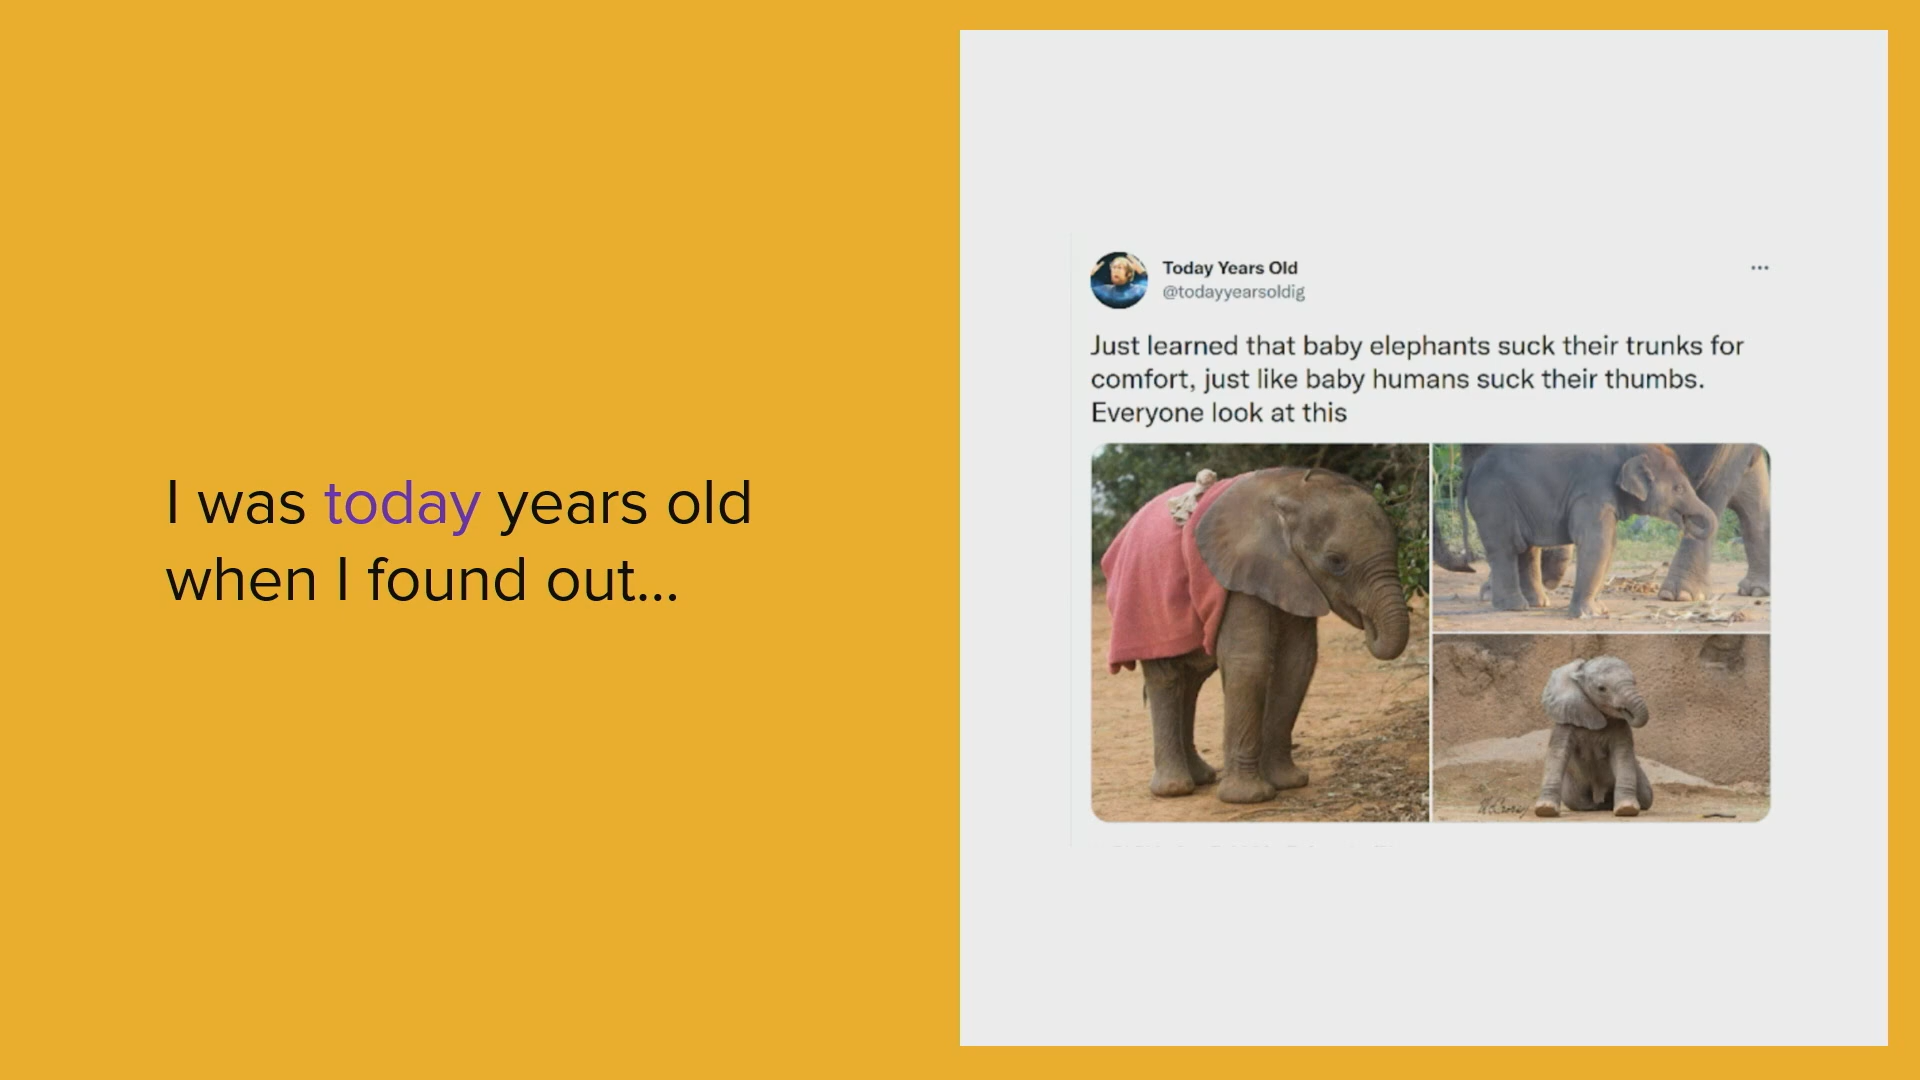 I was today years old
when I found out...
Today Years Old
@todayyearsoldig
Just learned that baby elephants suck their trunks for
comfort, just like baby humans suck their thumbs.
Everyone look at this